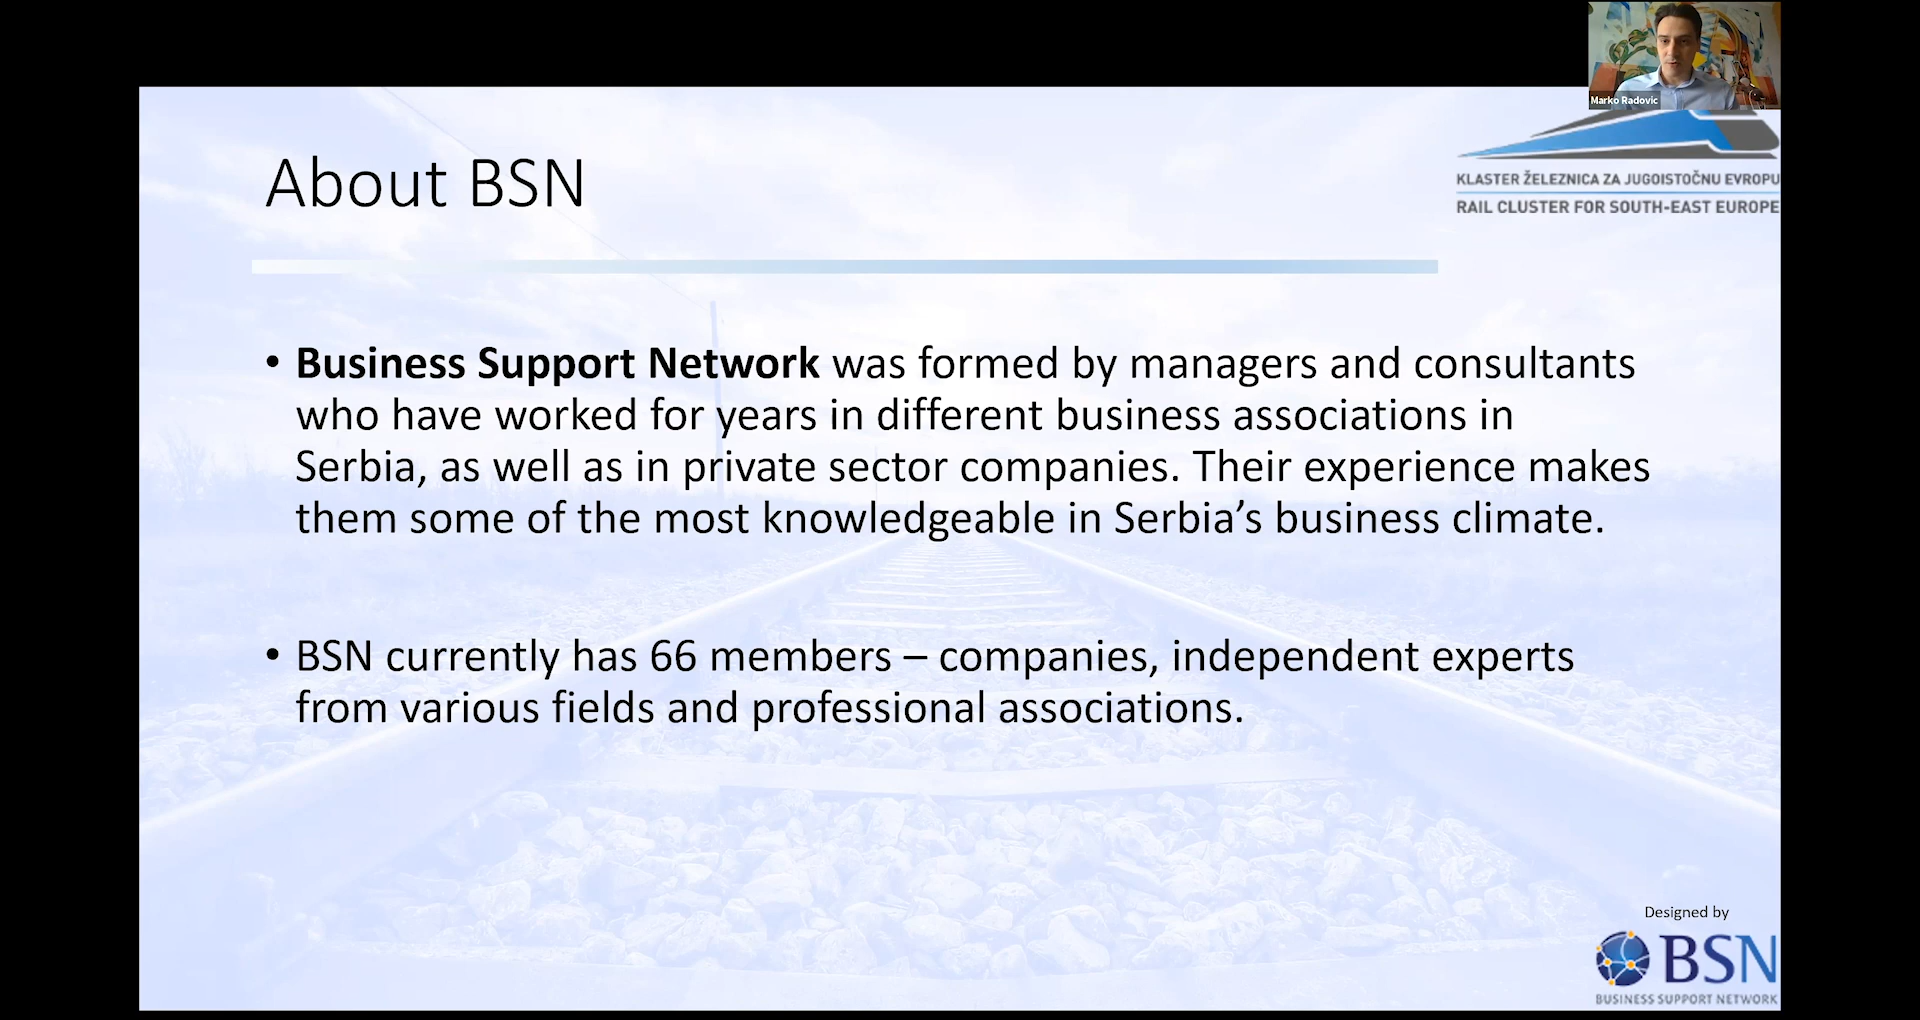 Marko Radovic
About BSN
KLASTER ŽELEZNICA ZA JUGOISTOČNU EVROPU
RAIL CLUSTER FOR SOUTH-EAST EUROPE
• Business Support Network was formed by managers and consultants
who have worked for years in different business associations in
Serbia, as well as in private sector companies. Their experience makes
them some of the most knowledgeable in Serbia’s business climate.
• BSN currently has 66 members – companies, independent experts
from various fields and professional associations.
Designed by
BSN
BUSINESS SUPPORT NETWORK